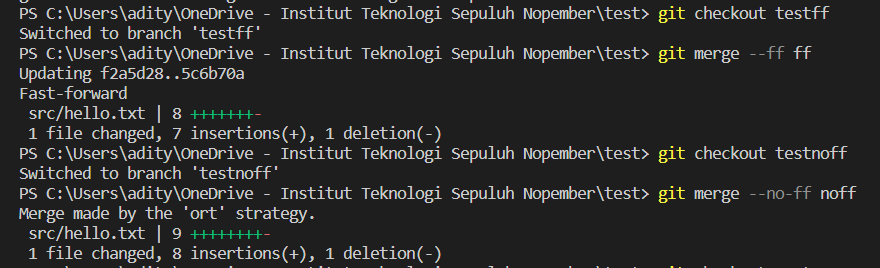 PS C:\Users\adity\OneDrive - Institut Teknologi Sepuluh Nopember\test> git checkout testff
Switched to branch 'testff'
PS C:\Users\adity\OneDrive - Institut Teknologi Sepuluh Nopember\test> git merge --ff ff
Updating f2a5d28..5c6b70a
Fast-forward
 src/hello.txt | 8 +++++++-
 1 file changed, 7 insertions(+), 1 deletion(-)
PS C:\Users\adity\OneDrive - Institut Teknologi Sepuluh Nopember\test> git checkout testnoff
Switched to branch 'testnoff'
PS C:\Users\adity\OneDrive - Institut Teknologi Sepuluh Nopember\test> git merge --no-ff noff
Merge made by the 'ort' strategy.
 src/hello.txt | 9 ++++++++-
 1 file changed, 8 insertions(+), 1 deletion(-)